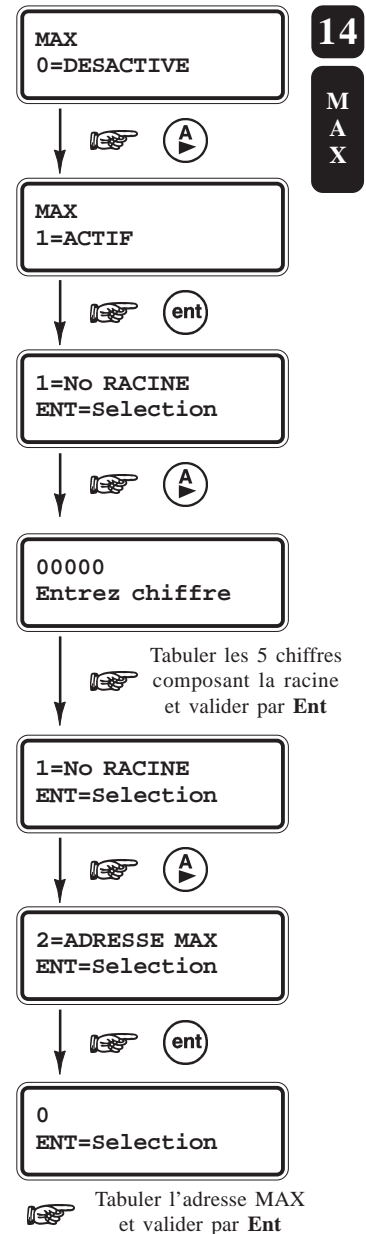 MAX
0=DESACTIVE
14
M
A
X
A
MAX
1=ACTIF
ent
1=No RACINE
ENT=Selection
A
00000
Entrez chiffre
Tabuler les 5 chiffres
composant la racine
et valider par Ent
1=No RACINE
ENT=Selection
A
2=ADRESSE MAX
ENT=Selection
ent
0
ENT=Selection
Tabuler l'adresse MAX
et valider par Ent